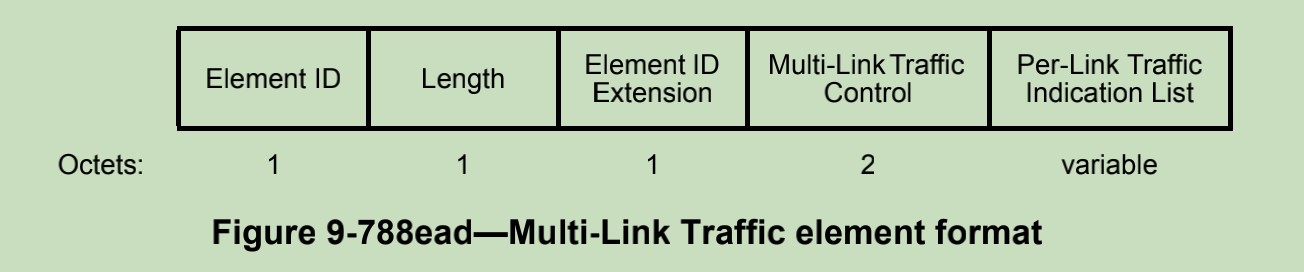 Element ID
Length
Element ID
Extension
Multi-Link Traffic
Control
Per-Link Traffic
Indication List
Octets: 1 1 1 2 variable
Figure 9-788ead—Multi-Link Traffic element format